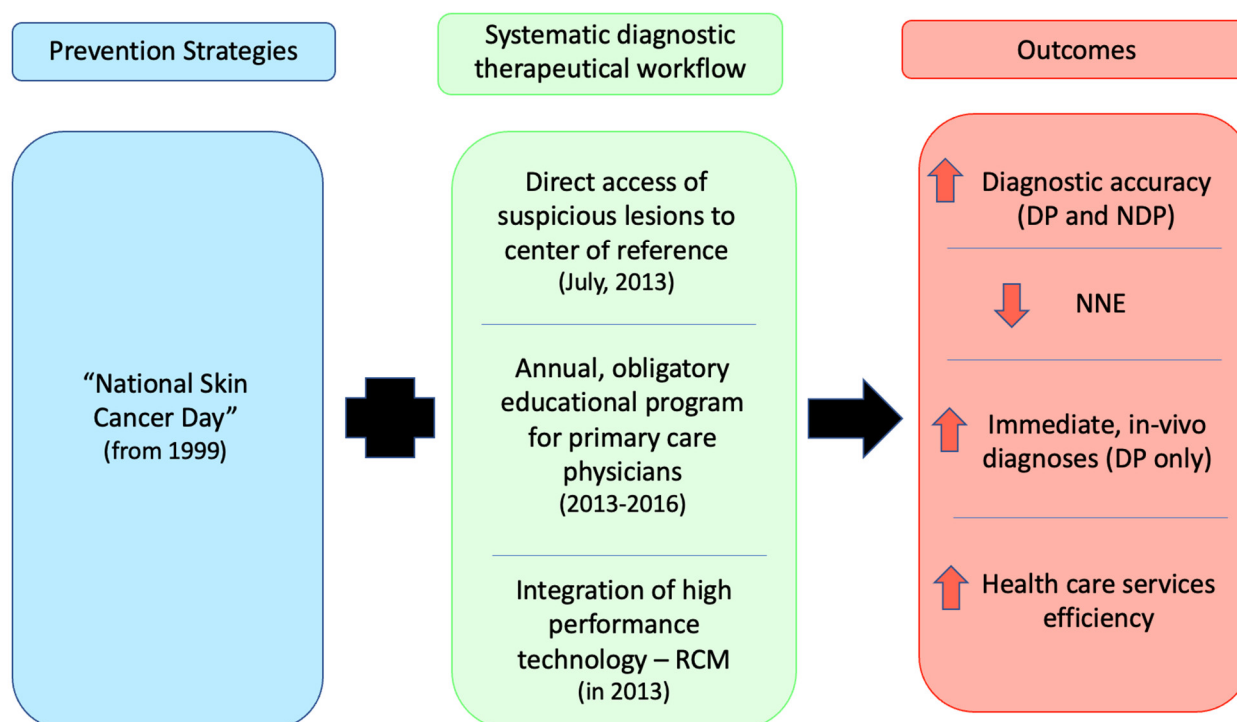 Prevention Strategies
“National Skin
Cancer Day”
(from 1999)
Systematic diagnostic
therapeutical workflow
Direct access of
suspicious lesions to
center of reference
(July, 2013)
Annual, obligatory
educational program
for primary care
physicians
(2013-2016)
Integration of high
performance
technology – RCM
(in 2013)
Outcomes
Diagnostic accuracy
(DP and NDP)
NNE
Immediate, in-vivo
diagnoses (DP only)
Health care services
efficiency